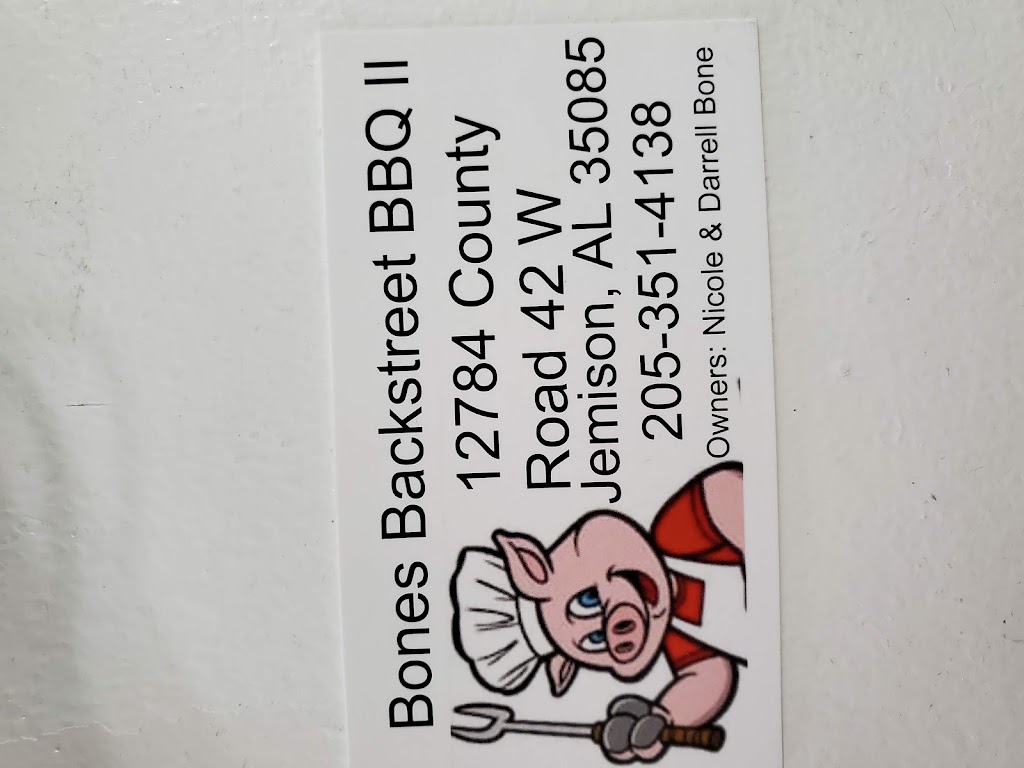 Bones Backstreet BBQ II
12784 County
Road 42 W
Jemison, AL 35085
205-351-4138
Owners: Nicole & Darrell Bone